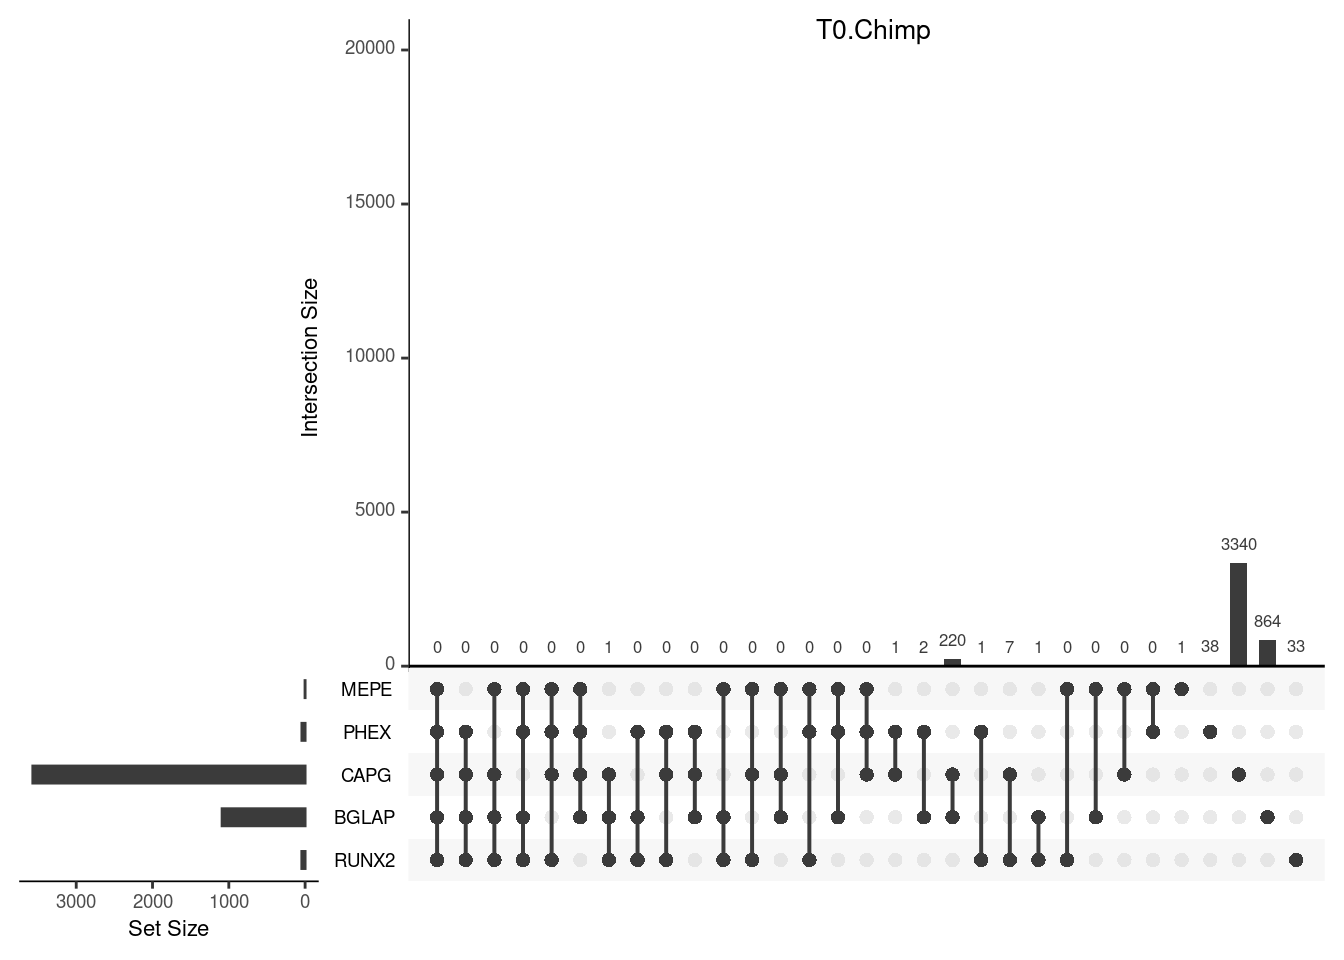 T0.Chimp
20000
15000
10000
5000
0
Intersection Size
0 0 0 0 0 0 1 0 0 0 0 0 0 0 0 0 1 2 220 1 7 1 0 0 0 0 1 38 3340 864 33
MEPE
PHEX
CAPG
BGLAP
RUNX2
3000 2000 1000 0
Set Size